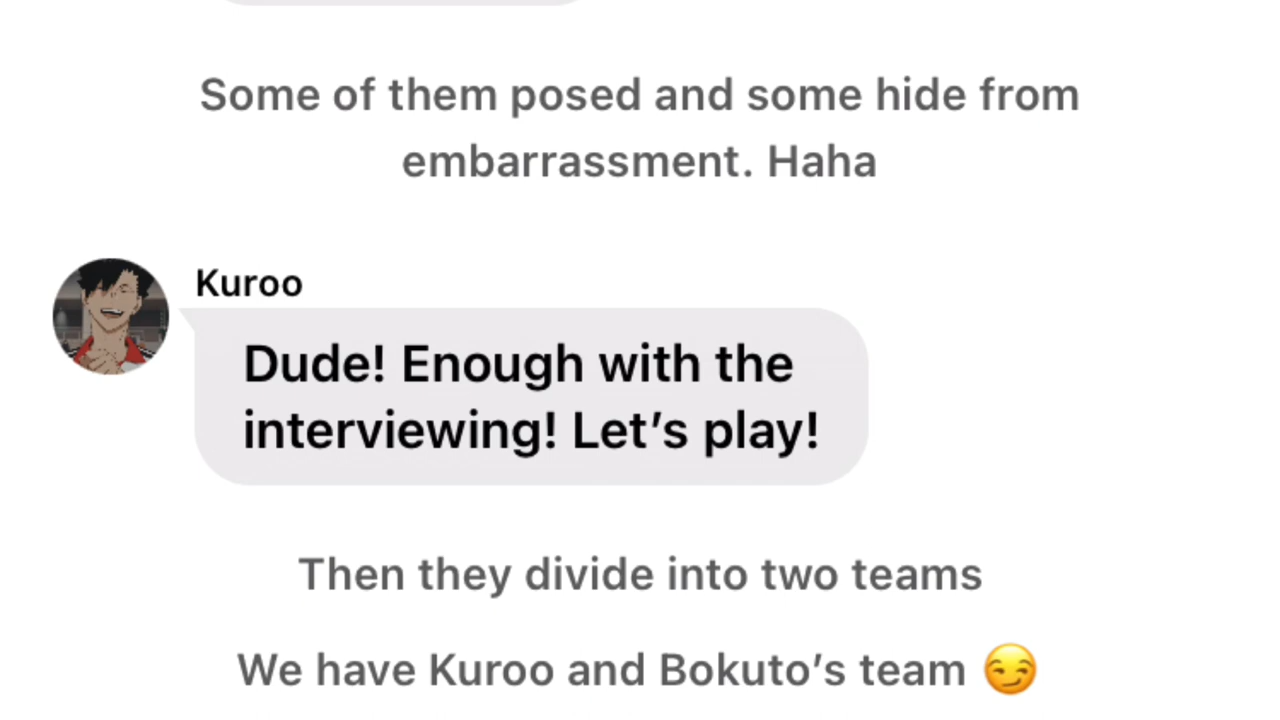 Some of them posed and some hide from
embarrassment. Haha
Kuroo
Dude! Enough with the
interviewing! Let’s play!
Then they divide into two teams
We have Kuroo and Bokuto’s team 😏